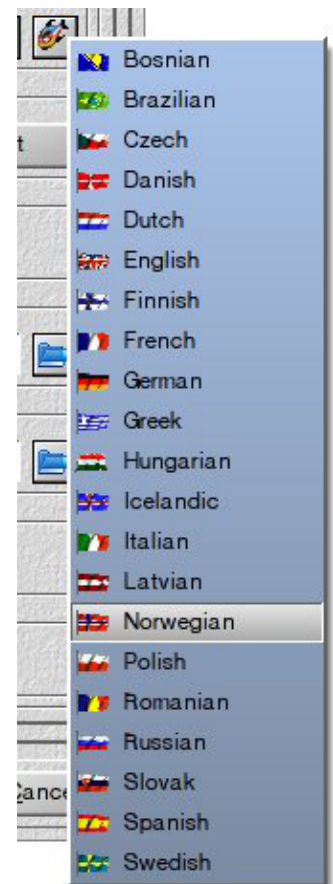 Bosnian
Brazilian
Czech
t
Danish
Dutch
English
Finnish
French
German
Greek
Hungarian
Icelandic
Italian
Latvian
Norwegian
Polish
Romanian
Russian
Slovak
Cance
Spanish
Swedish